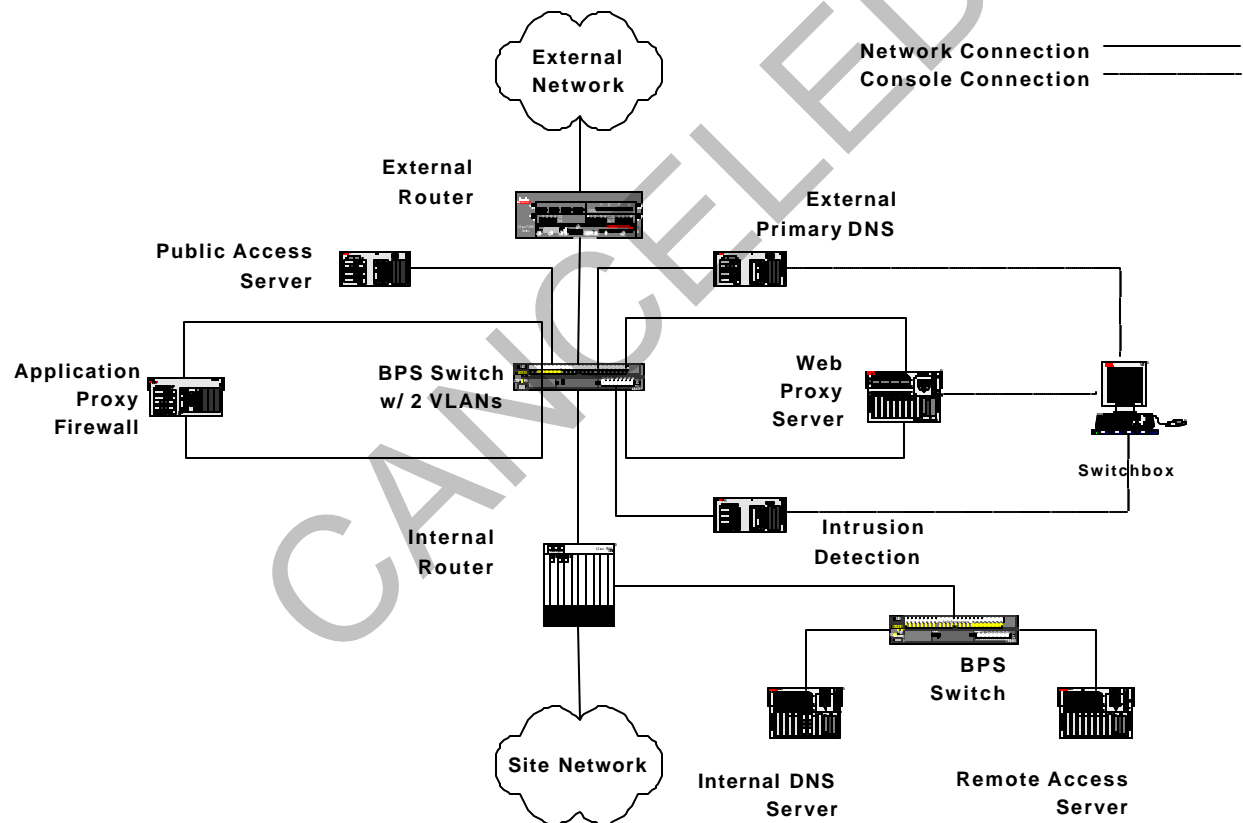 External
Network
Network Connection
Console Connection
External
Router
External
Primary DNS
Public Access
Server
Application
Proxy
Firewall
BPS Switch
w/ 2 VLANs
Web
Proxy
Server
Switchbox
Internal
Router
Intrusion
Detection
BPS
Switch
Site Network
Internal DNS
Server
Remote Access
Server
CANCELED